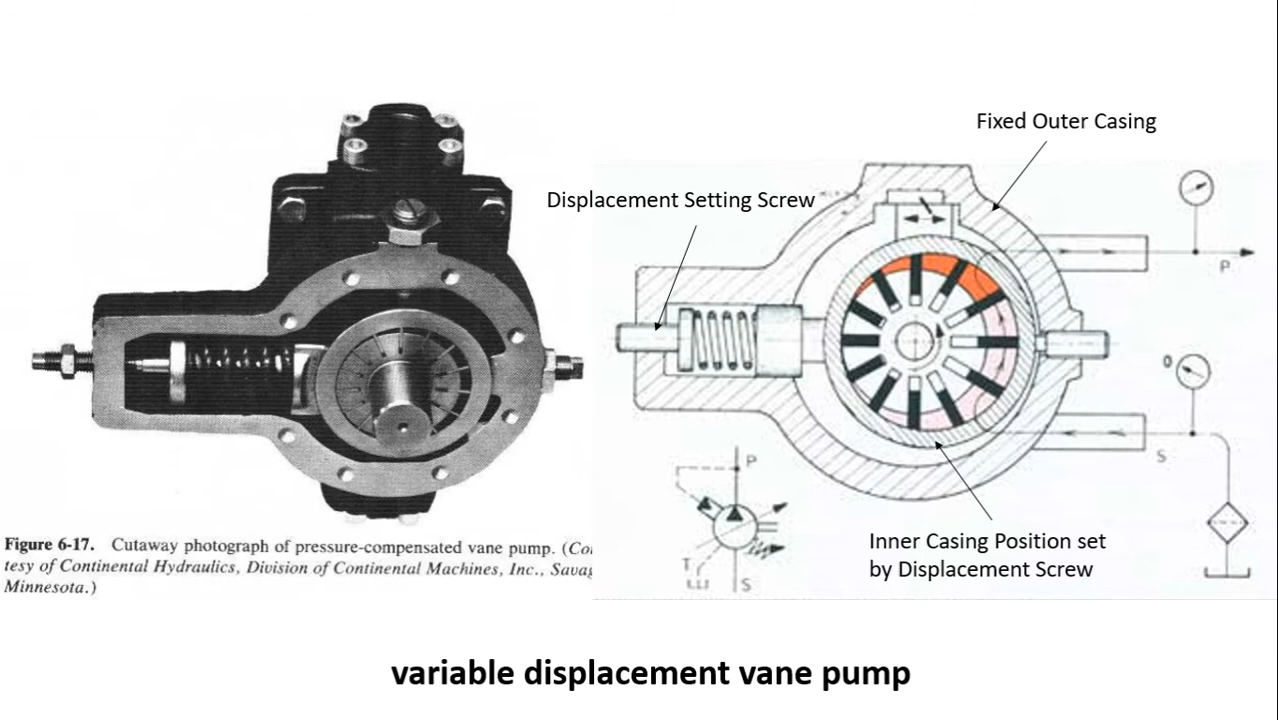 Fixed Outer Casing
Displacement Setting Screw
P
0
S
P
T
S
Inner Casing Position set
by Displacement Screw
Figure 6-17. Cutaway photograph of pressure-compensated vane pump. (Co
tesy of Continental Hydraulics, Division of Continental Machines, Inc., Savag
Minnesota.)
variable displacement vane pump